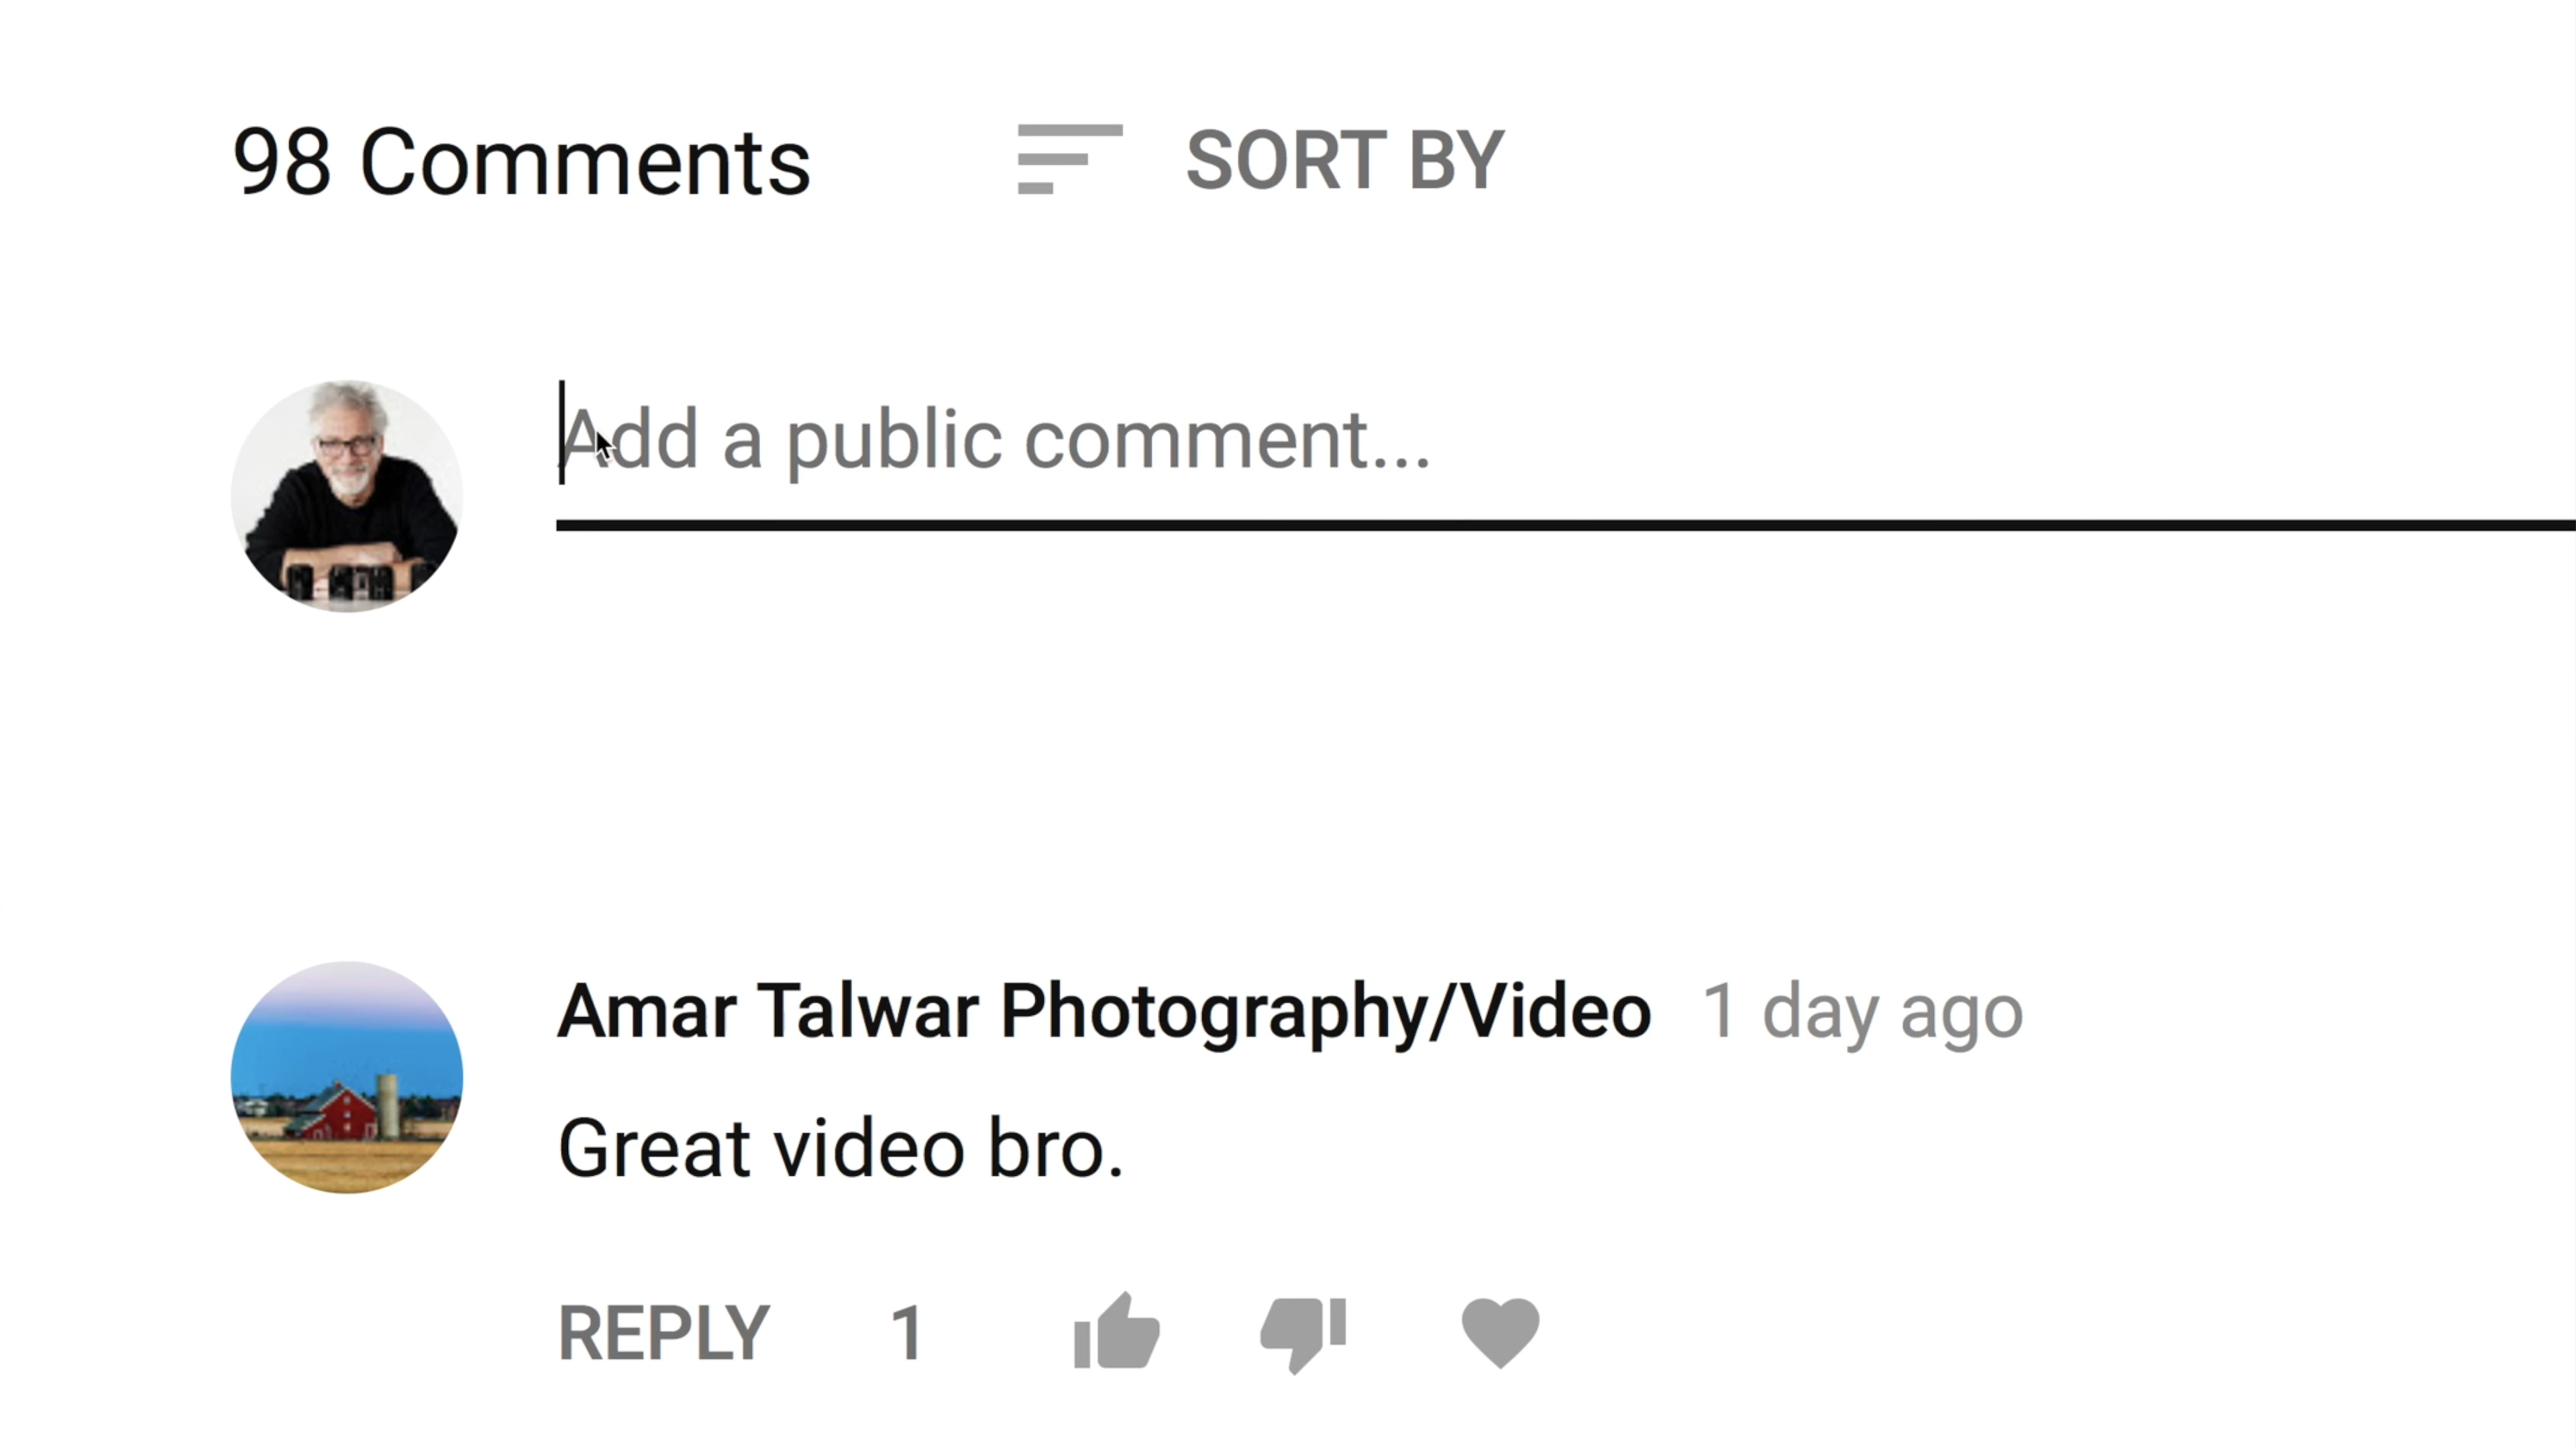 98 Comments SORT BY
Add a public comment...
Amar Talwar Photography/Video 1 day ago
Great video bro.
REPLY 1